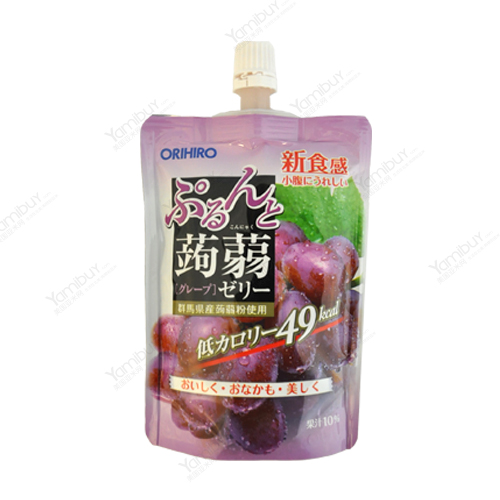 ORIHIRO
新食感
小腹にうれしい
ぷるんと
こんにゃく
蒟蒻
[グレープ]ゼリー
群馬県産蒟蒻粉使用
低カロリー49kcal
おいしく・おなかも・美しく
果汁10%
Yamibuy